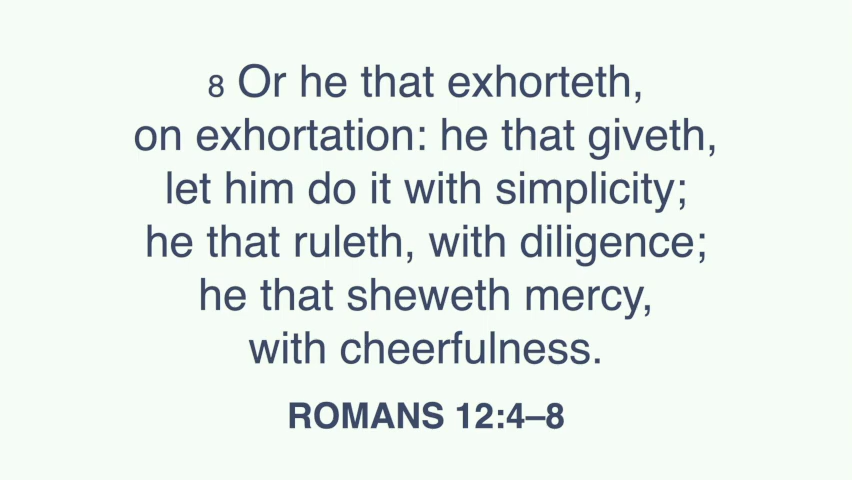 8 Or he that exhorteth,
on exhortation: he that giveth,
let him do it with simplicity;
he that ruleth, with diligence;
he that sheweth mercy,
with cheerfulness.
ROMANS 12:4–8